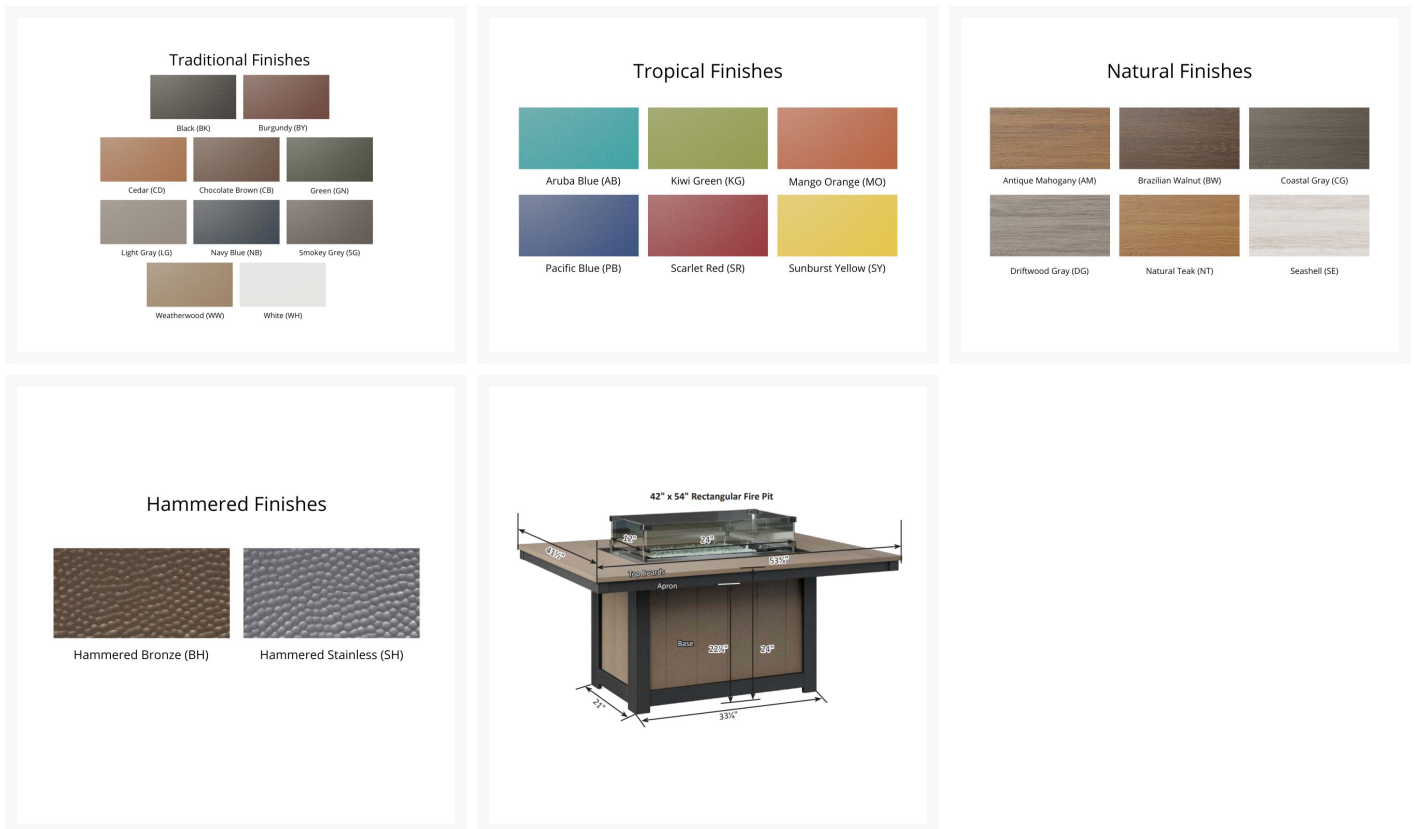 Traditional Finishes
Black (BK)
Burgundy (BY)
Cedar (CD)
Chocolate Brown (CB)
Green (GN)
Light Gray (LG)
Navy Blue (NB)
Smokey Grey (SG)
Weatherwood (WW)
White (WH)
Tropical Finishes
Aruba Blue (AB)
Kiwi Green (KG)
Mango Orange (MO)
Pacific Blue (PB)
Scarlet Red (SR)
Sunburst Yellow (SY)
Natural Finishes
Antique Mahogany (AM)
Brazilian Walnut (BW)
Coastal Gray (CG)
Driftwood Gray (DG)
Natural Teak (NT)
Seashell (SE)
Hammered Finishes
Hammered Bronze (BH)
Hammered Stainless (SH)
42" x 54" Rectangular Fire Pit
12"
24"
Top Boards
Apron
Base
24"
21"